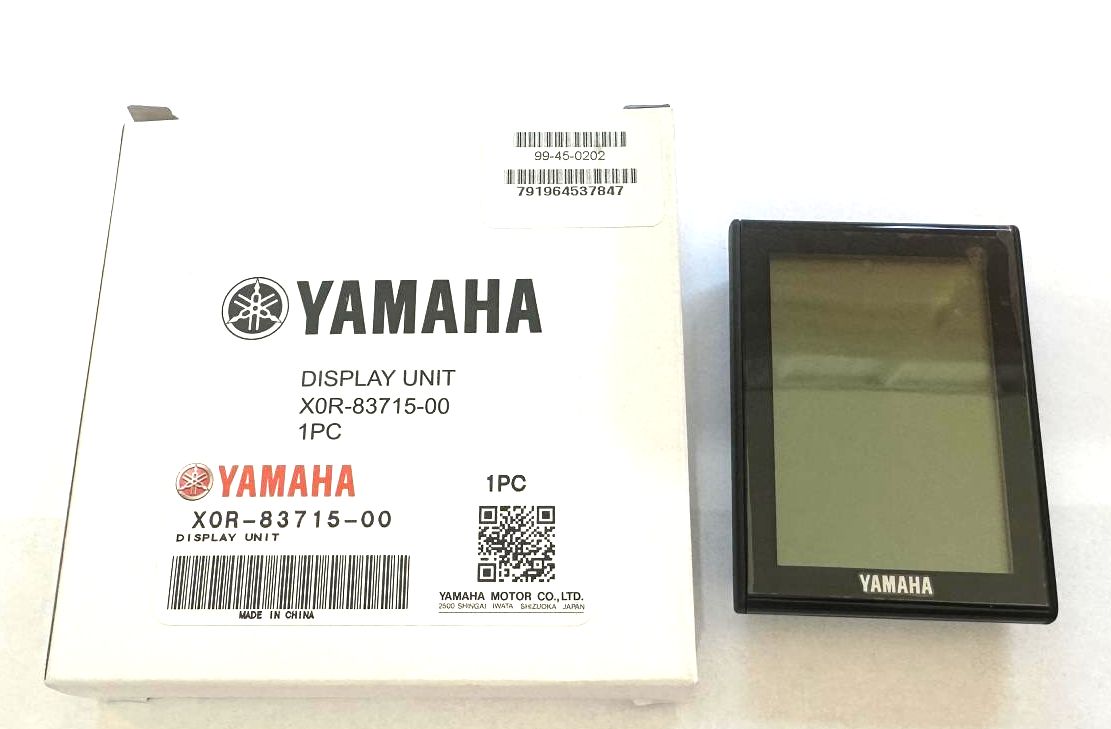 99-45-0202
791964537847
YAMAHA
DISPLAY UNIT
X0R-83715-00
1PC
YAMAHA
1PC
X0R-83715-00
DISPLAY UNIT
MADE IN CHINA
YAMAHA MOTOR CO.,LTD.
2500 SHINGAI IWATA SHIZUOKA JAPAN
YAMAHA